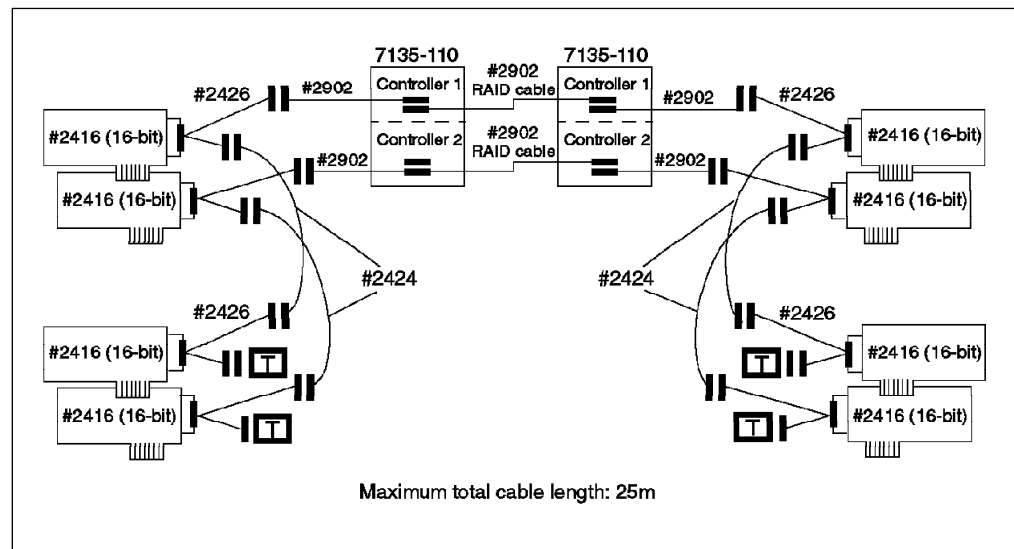 7135-110
7135-110
#2426
#2902
Controller 1
#2902
RAID cable
Controller 1
#2902
#2426
#2416 (16-bit)
#2416 (16-bit)
#2902
Controller 2
#2902
RAID cable
Controller 2
#2902
#2416 (16-bit)
#2416 (16-bit)
#2424
#2424
#2426
#2426
#2416 (16-bit)
T
T
#2416 (16-bit)
#2416 (16-bit)
T
T
#2416 (16-bit)
Maximum total cable length: 25m